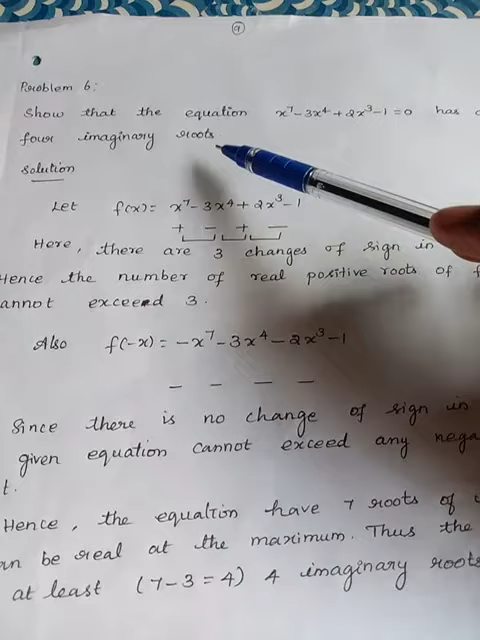 9
Problem 6:
Show that the equation x⁷-3x⁴+2x³-1=0 has
four imaginary roots.
Solution
Let f(x)= x⁷-3x⁴+2x³-1
+ - + -
Here, there are 3 changes of sign in
Hence the number of real positive roots of
cannot exceed 3.
Also f(-x) = -x⁷-3x⁴-2x³-1
- - - -
Since there is no change of sign in
given equation cannot exceed any nega
t.
Hence, the equation have 7 roots of
can be real at the maximum. Thus the
at least (7-3=4) 4 imaginary roots